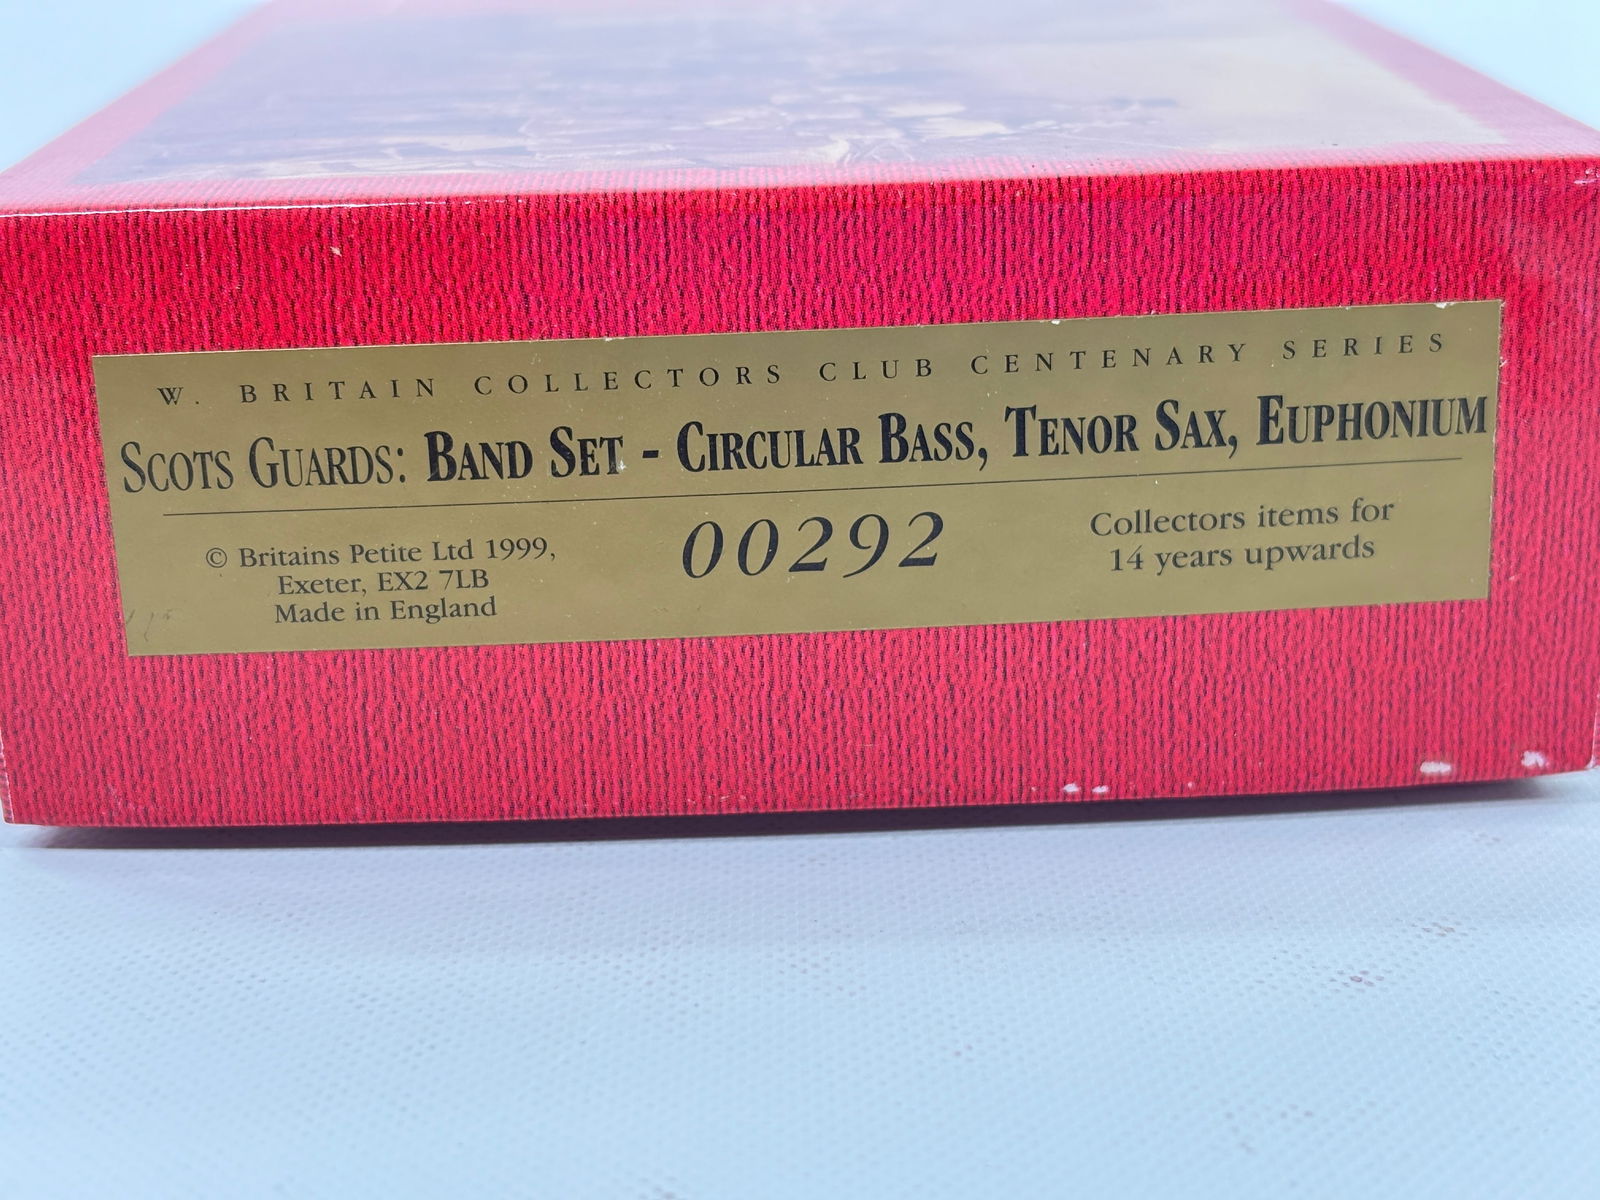 W. BRITAIN COLLECTORS CLUB CENTENARY SERIES
SCOTS GUARDS: BAND SET - CIRCULAR BASS, TENOR SAX, EUPHONIUM
© Britains Petite Ltd 1999,
Exeter, EX2 7LB
Made in England
00292
Collectors items for
14 years upwards